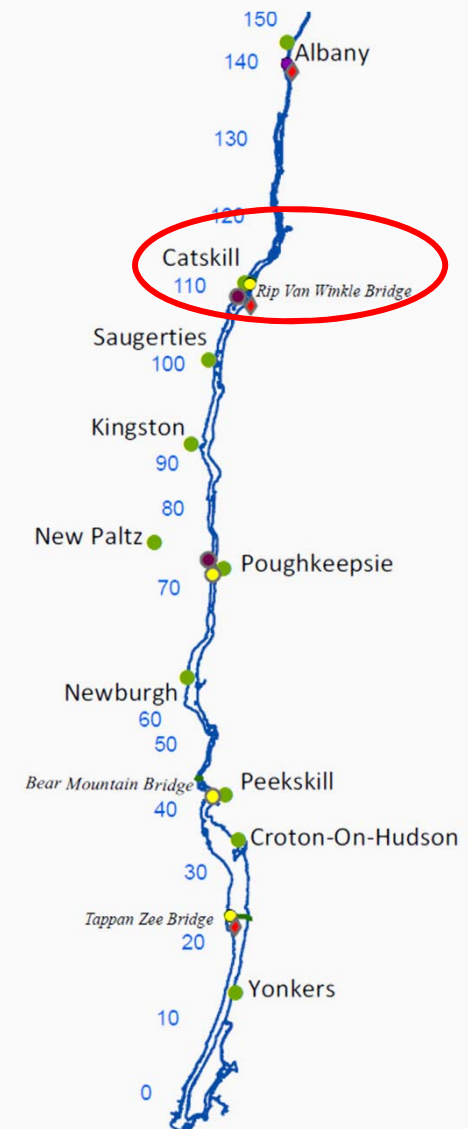 150
Albany
140
130
120
Catskill
110
Rip Van Winkle Bridge
Saugerties
100
Kingston
90
80
New Paltz
Poughkeepsie
70
Newburgh
60
50
Bear Mountain Bridge
Peekskill
40
Croton-On-Hudson
30
Tappan Zee Bridge
20
Yonkers
10
0